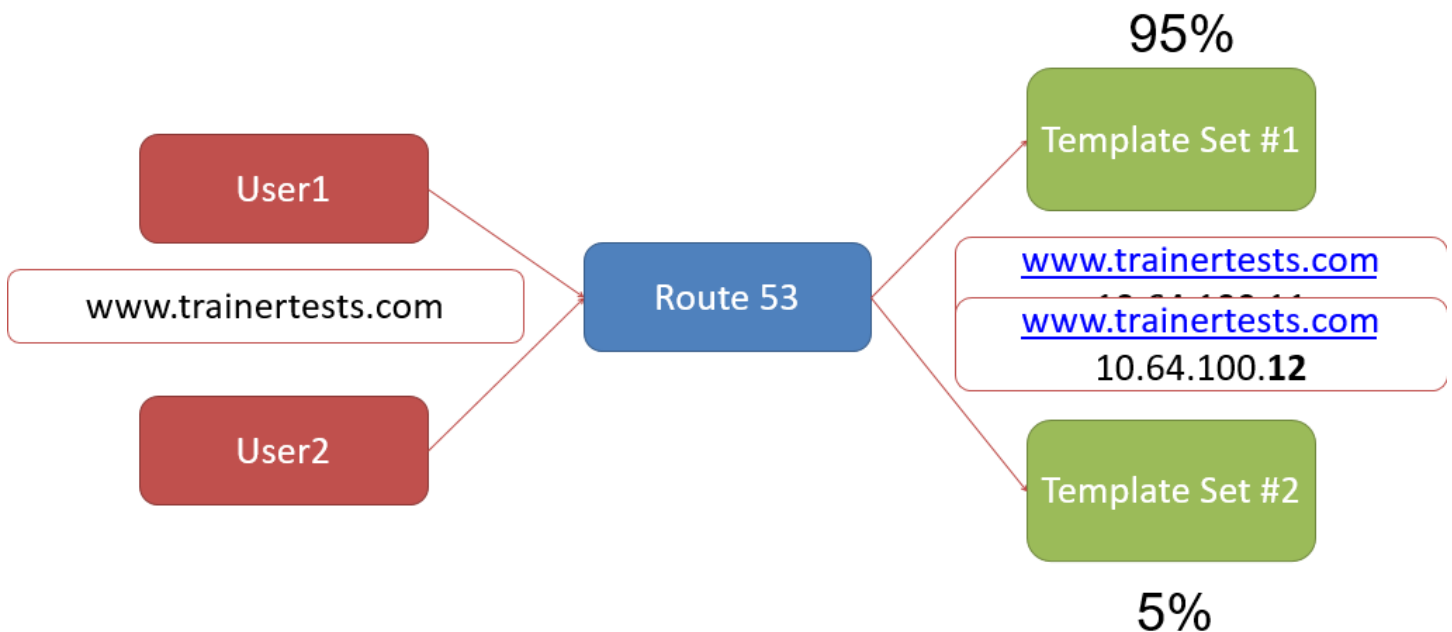 95%
Template Set #1
User1
www.trainertests.com
Route 53
www.trainertests.com
www.trainertests.com
10.64.100.12
User2
Template Set #2
5%